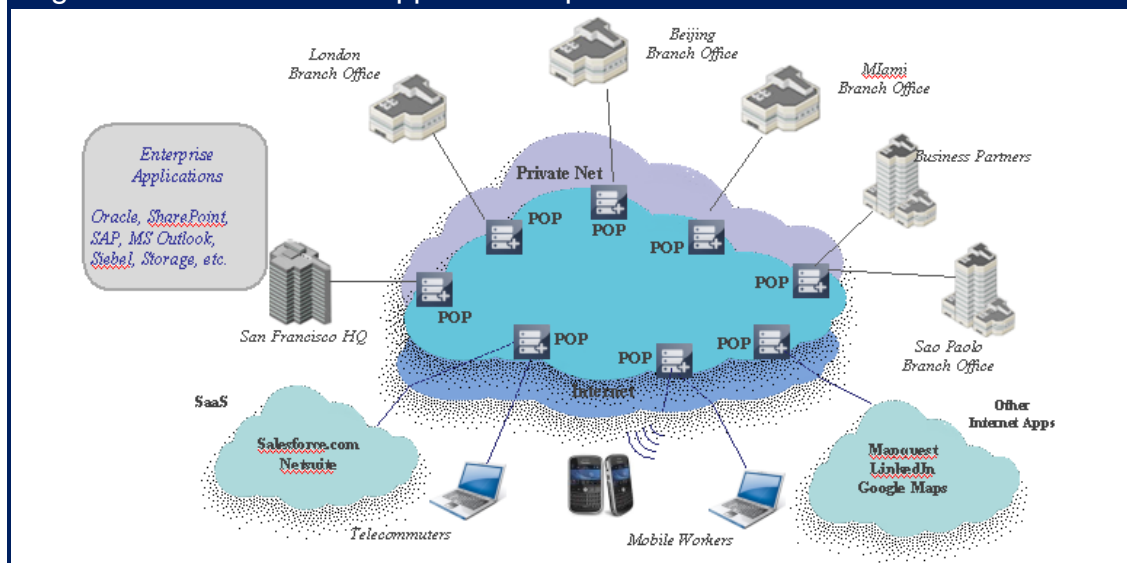 London
Branch Office
Beijing
Branch Office
MIami
Branch Office
Enterprise
Applications
Oracle, SharePoint,
SAP, MS Outlook,
Siebel, Storage, etc.
Private Net
Business Partners
POP
POP
POP
POP
POP
San Francisco HQ
POP
POP
POP
Sao Paolo
Branch Office
Internet
SaaS
Salesforce.com
Netsuite
Other
Internet Apps
Manquest
LinkedIn
Google Maps
Telecommuters
Mobile Workers